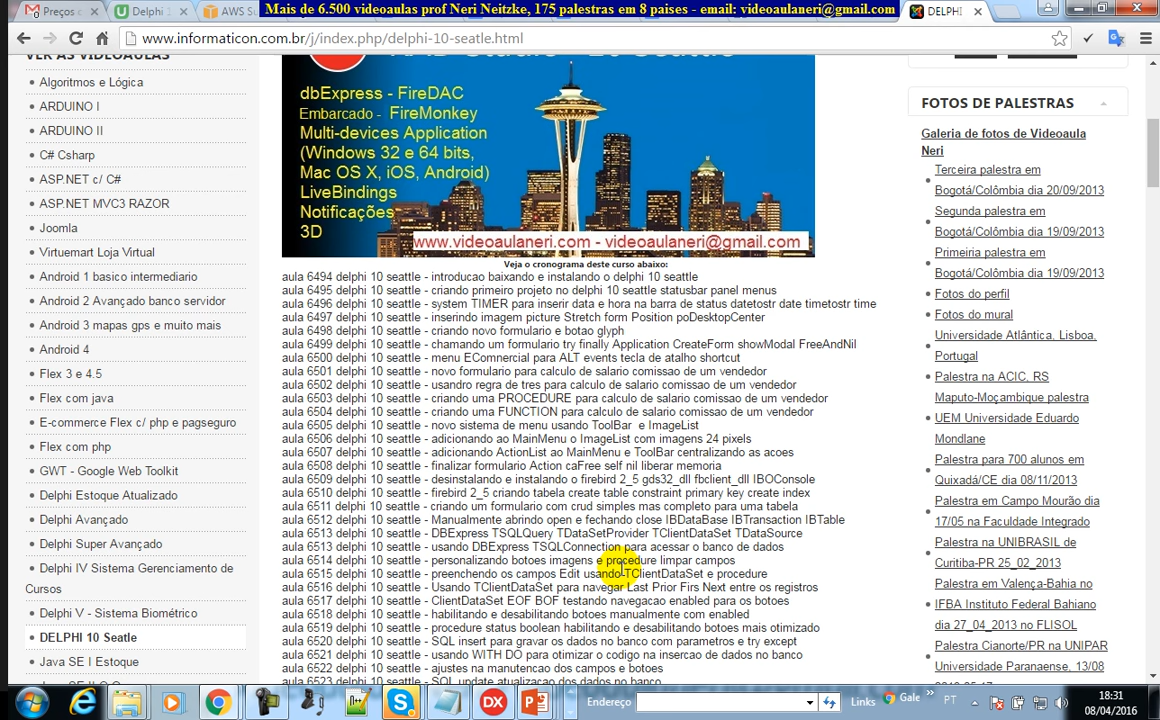 Mais de 6.500 videoaulas prof Neri Neitzke, 175 palestras em 8 paises - email: videoaulaneri@gmail.com
Preços
Delphi 1
AWS Su
DELPHI
www.informaticon.com.br/j/index.php/delphi-10-seatle.html
VER AS VIDEOAULAS
Algoritmos e Lógica
ARDUINO I
ARDUINO II
C# Csharp
ASP.NET c/ C#
ASP.NET MVC3 RAZOR
Joomla
Virtuemart Loja Virtual
Android 1 basico intermediario
Android 2 Avançado banco servidor
Android 3 mapas gps e muito mais
Android 4
Flex 3 e 4.5
Flex com java
E-commerce Flex c/ php e pagseguro
Flex com php
GWT - Google Web Toolkit
Delphi Estoque Atualizado
Delphi Avançado
Delphi Super Avançado
Delphi IV Sistema Gerenciamento de
Cursos
Delphi V - Sistema Biométrico
DELPHI 10 Seatle
Java SE I Estoque
dbExpress - FireDAC
Embarcado - FireMonkey
Multi-devices Application
(Windows 32 e 64 bits,
Mac OS X, iOS, Android)
LiveBindings
Notificações
3D
www.videoaulaneri.com - videoaulaneri@gmail.com
Veja o cronograma deste curso abaixo:
aula 6494 delphi 10 seattle - introducao baixando e instalando o delphi 10 seattle
aula 6495 delphi 10 seattle - criando primeiro projeto no delphi 10 seattle statusbar panel menus
aula 6496 delphi 10 seattle - system TIMER para inserir data e hora na barra de status datetostr date timetostr time
aula 6497 delphi 10 seattle - inserindo imagem picture Stretch form Position poDesktopCenter
aula 6498 delphi 10 seattle - criando novo formulario e botao glyph
aula 6499 delphi 10 seattle - chamando um formulario try finally Application CreateForm showModal FreeAndNil
aula 6500 delphi 10 seattle - menu EComnercial para ALT events tecla de atalho shortcut
aula 6501 delphi 10 seattle - novo formulario para calculo de salario comissao de um vendedor
aula 6502 delphi 10 seattle - usandro regra de tres para calculo de salario comissao de um vendedor
aula 6503 delphi 10 seattle - criando uma PROCEDURE para calculo de salario comissao de um vendedor
aula 6504 delphi 10 seattle - criando uma FUNCTION para calculo de salario comissao de um vendedor
aula 6505 delphi 10 seattle - novo sistema de menu usando ToolBar e ImageList
aula 6506 delphi 10 seattle - adicionando ao MainMenu o ImageList com imagens 24 pixels
aula 6507 delphi 10 seattle - adicionando ActionList ao MainMenu e ToolBar centralizando as acoes
aula 6508 delphi 10 seattle - finalizar formulario Action caFree self nil liberar memoria
aula 6509 delphi 10 seattle - desinstalando e instalando o firebird 2_5 gds32_dll fbclient_dll IBOConsole
aula 6510 delphi 10 seattle - firebird 2_5 criando tabela create table constraint primary key create index
aula 6511 delphi 10 seattle - criando um formulario com crud simples mas completo para uma tabela
aula 6512 delphi 10 seattle - Manualmente abrindo open e fechando close IBDataBase IBTransaction IBTable
aula 6513 delphi 10 seattle - DBExpress TSQLQuery TDataSetProvider TClientDataSet TDataSource
aula 6513 delphi 10 seattle - usando DBExpress TSQLConnection para acessar o banco de dados
aula 6514 delphi 10 seattle - personalizando botoes imagens e procedure limpar campos
aula 6515 delphi 10 seattle - preenchendo os campos Edit usando TClientDataSet e procedure
aula 6516 delphi 10 seattle - Usando TClientDataSet para navegar Last Prior Firs Next entre os registros
aula 6517 delphi 10 seattle - ClientDataSet EOF BOF testando navegacao enabled para os botoes
aula 6518 delphi 10 seattle - habilitando e desabilitando botoes manualmente com enabled
aula 6519 delphi 10 seattle - procedure status boolean habilitando e desabilitando botoes mais otimizado
aula 6520 delphi 10 seattle - SQL insert para gravar os dados no banco com parametros e try except
aula 6521 delphi 10 seattle - usando WITH DO para otimizar o codigo na insercao de dados no banco
aula 6522 delphi 10 seattle - ajustes na manutencao dos campos e botoes
aula 6523 delphi 10 seattle - SQL update atualizacao dos dados no banco
FOTOS DE PALESTRAS
Galeria de fotos de Videoaula
Neri
Terceira palestra em
Bogotá/Colômbia dia 20/09/2013
Segunda palestra em
Bogotá/Colômbia dia 19/09/2013
Primeiria palestra em
Bogotá/Colômbia dia 19/09/2013
Fotos do perfil
Fotos do mural
Universidade Atlântica, Lisboa,
Portugal
Palestra na ACIC, RS
Maputo-Moçambique palestra
UEM Universidade Eduardo
Mondlane
Palestra para 700 alunos em
Quixadá/CE dia 08/11/2013
Palestra em Campo Mourão dia
17/05 na Faculdade Integrado
Palestra na UNIBRASIL de
Curitiba-PR 25_02_2013
Palestra em Valença-Bahia no
IFBA Instituto Federal Bahiano
dia 27_04_2013 no FLISOL
Palestra Cianorte/PR na UNIPAR
Universidade Paranaense, 13/08
Endereço
Links
Gale
PT
18:31
08/04/2016